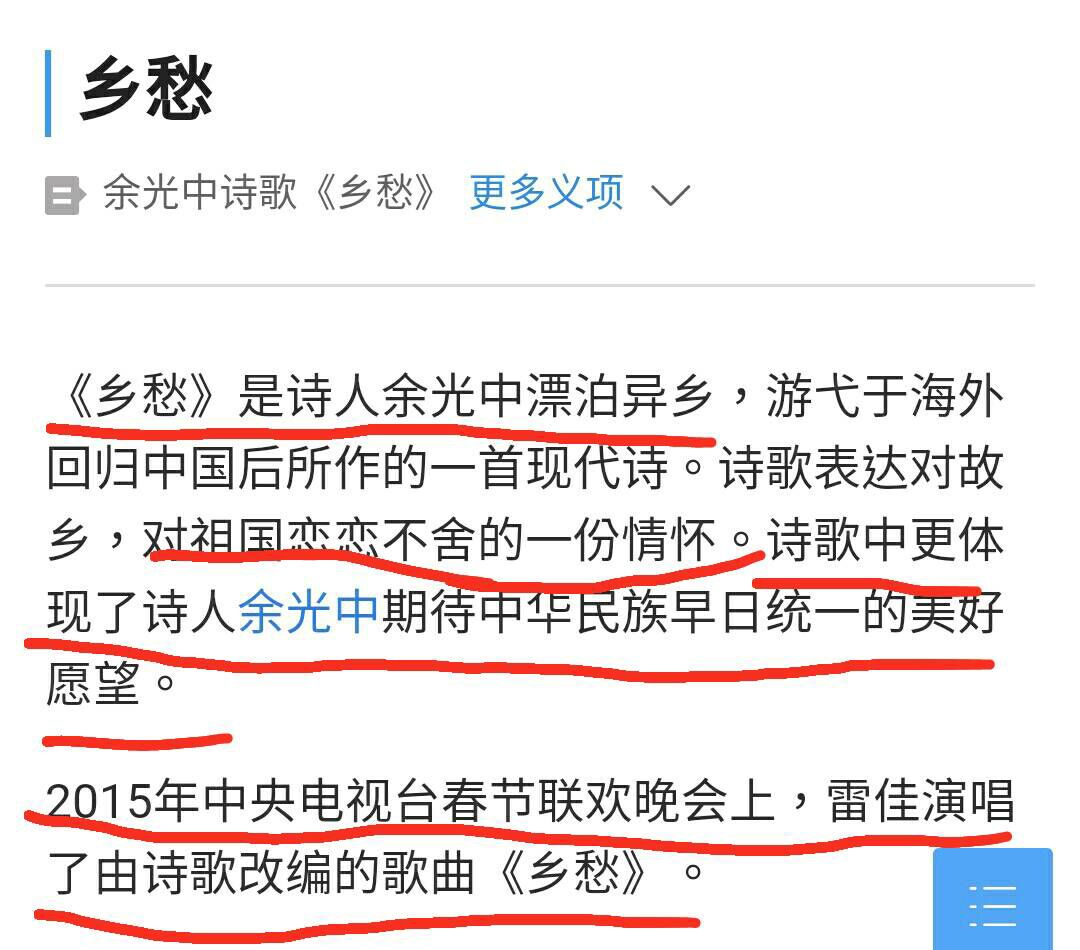 乡愁
余光中诗歌《乡愁》 更多义项
《乡愁》是诗人余光中漂泊异乡，游弋于海外
回归中国后所作的一首现代诗。诗歌表达对故
乡，对祖国恋恋不舍的一份情怀。诗歌中更体
现了诗人余光中期待中华民族早日统一的美好
愿望。
2015年中央电视台春节联欢晚会上，雷佳演唱
了由诗歌改编的歌曲《乡愁》。